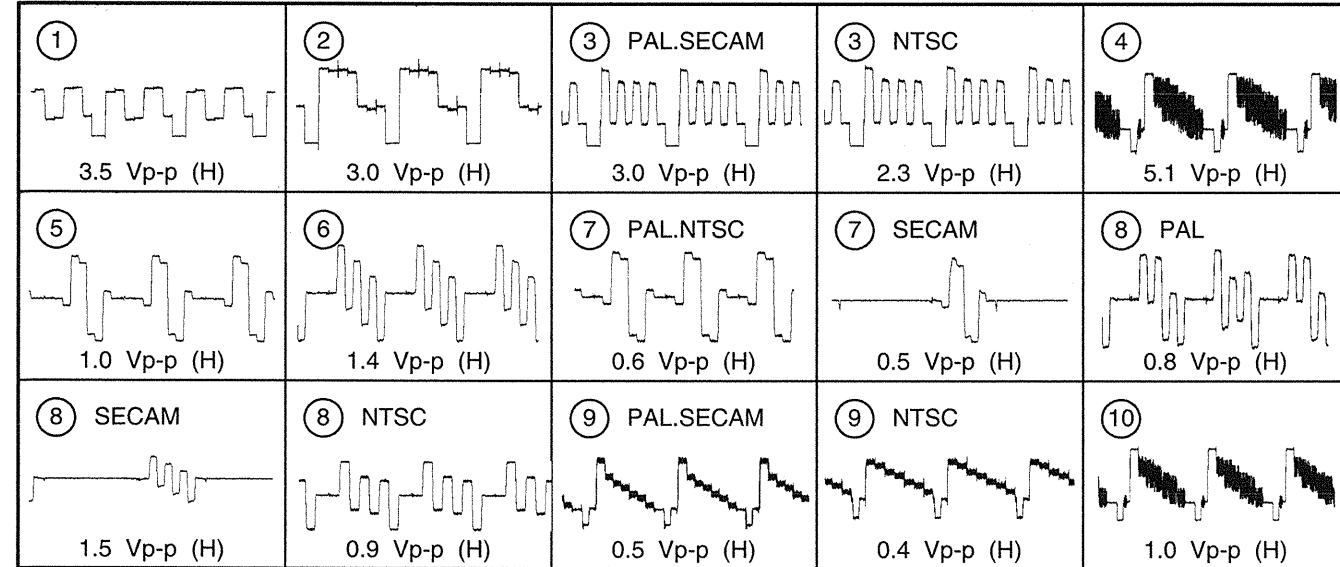 ① ② ③ PAL.SECAM ③ NTSC ④
3.5 Vp-p (H) 3.0 Vp-p (H) 3.0 Vp-p (H) 2.3 Vp-p (H) 5.1 Vp-p (H)
⑤ ⑥ ⑦ PAL.NTSC ⑦ SECAM ⑧ PAL
1.0 Vp-p (H) 1.4 Vp-p (H) 0.6 Vp-p (H) 0.5 Vp-p (H) 0.8 Vp-p (H)
⑧ SECAM ⑧ NTSC ⑨ PAL.SECAM ⑨ NTSC ⑩
1.5 Vp-p (H) 0.9 Vp-p (H) 0.5 Vp-p (H) 0.4 Vp-p (H) 1.0 Vp-p (H)